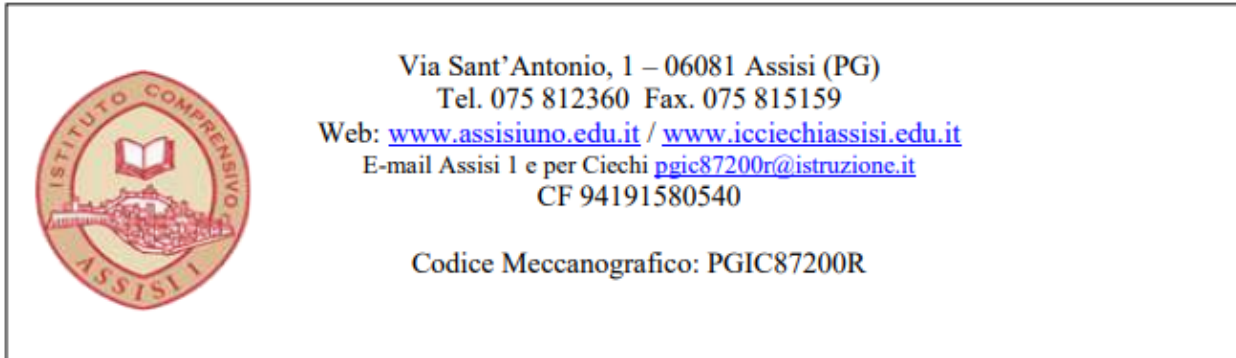 ISTITUTO COMPRENSIVO
ASSISI 1
Via Sant’Antonio, 1 – 06081 Assisi (PG)
Tel. 075 812360 Fax. 075 815159
Web: www.assisiuno.edu.it / www.icciechiassisi.edu.it
E-mail Assisi 1 e per Ciechi pgic87200r@istruzione.it
CF 94191580540
Codice Meccanografico: PGIC87200R